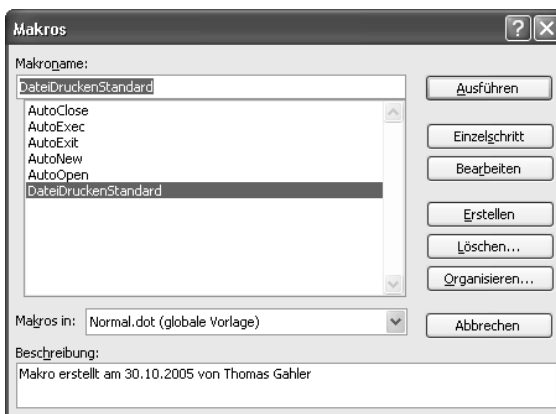 Makros
Makroname:
DateiDruckenStandard
AutoClose
AutoExec
AutoExit
AutoNew
AutoOpen
DateiDruckenStandard
Ausführen
Einzelschritt
Bearbeiten
Erstellen
Löschen...
Organisieren...
Makros in:
Normal.dot (globale Vorlage)
Abbrechen
Beschreibung:
Makro erstellt am 30.10.2005 von Thomas Gahler